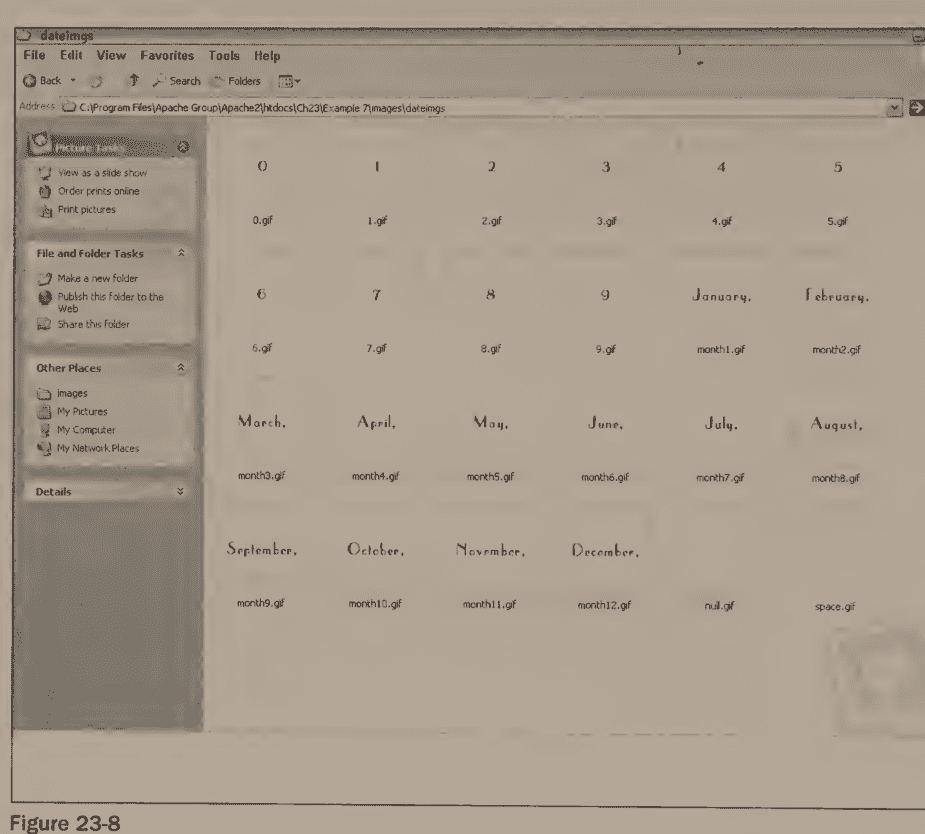 dateimgs
File Edit View Favorites Tools Help
Back Search Folders
Address C:\Program Files\Apache Group\Apache2\htdocs\Ch23\Example 7\images\dateimgs
Picture Tasks
View as a slide show
Order prints online
Print pictures
File and Folder Tasks
Make a new folder
Publish this folder to the
Web
Share this folder
Other Places
images
My Pictures
My Computer
My Network Places
Details
0 1 2 3 4 5
0.gif 1.gif 2.gif 3.gif 4.gif 5.gif
6 7 8 9 January, February,
6.gif 7.gif 8.gif 9.gif month1.gif month2.gif
March, April, May, June, July, August,
month3.gif month4.gif month5.gif month6.gif month7.gif month8.gif
September, October, November, December,
month9.gif month10.gif month11.gif month12.gif null.gif space.gif
Figure 23-8